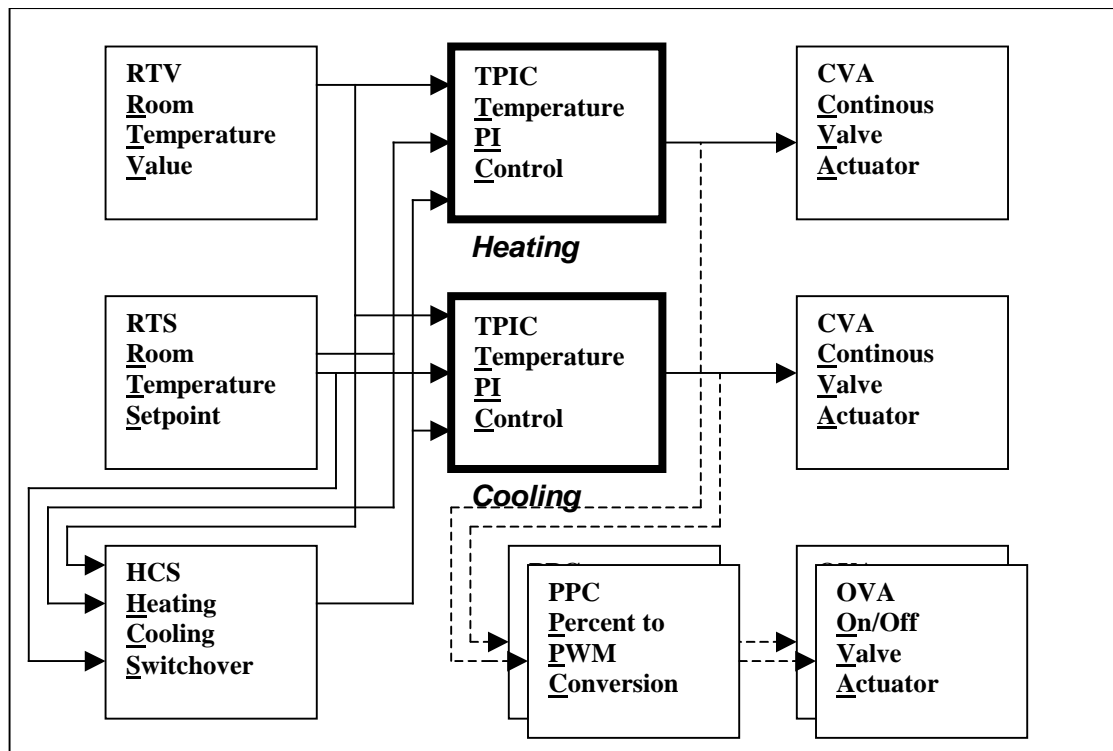 RTV
Room
Temperature
Value
TPIC
Temperature
PI
Control
Heating
CVA
Continous
Valve
Actuator
RTS
Room
Temperature
Setpoint
TPIC
Temperature
PI
Control
Cooling
CVA
Continous
Valve
Actuator
HCS
Heating
Cooling
Switchover
PPC
Percent to
PWM
Conversion
OVA
On/Off
Valve
Actuator